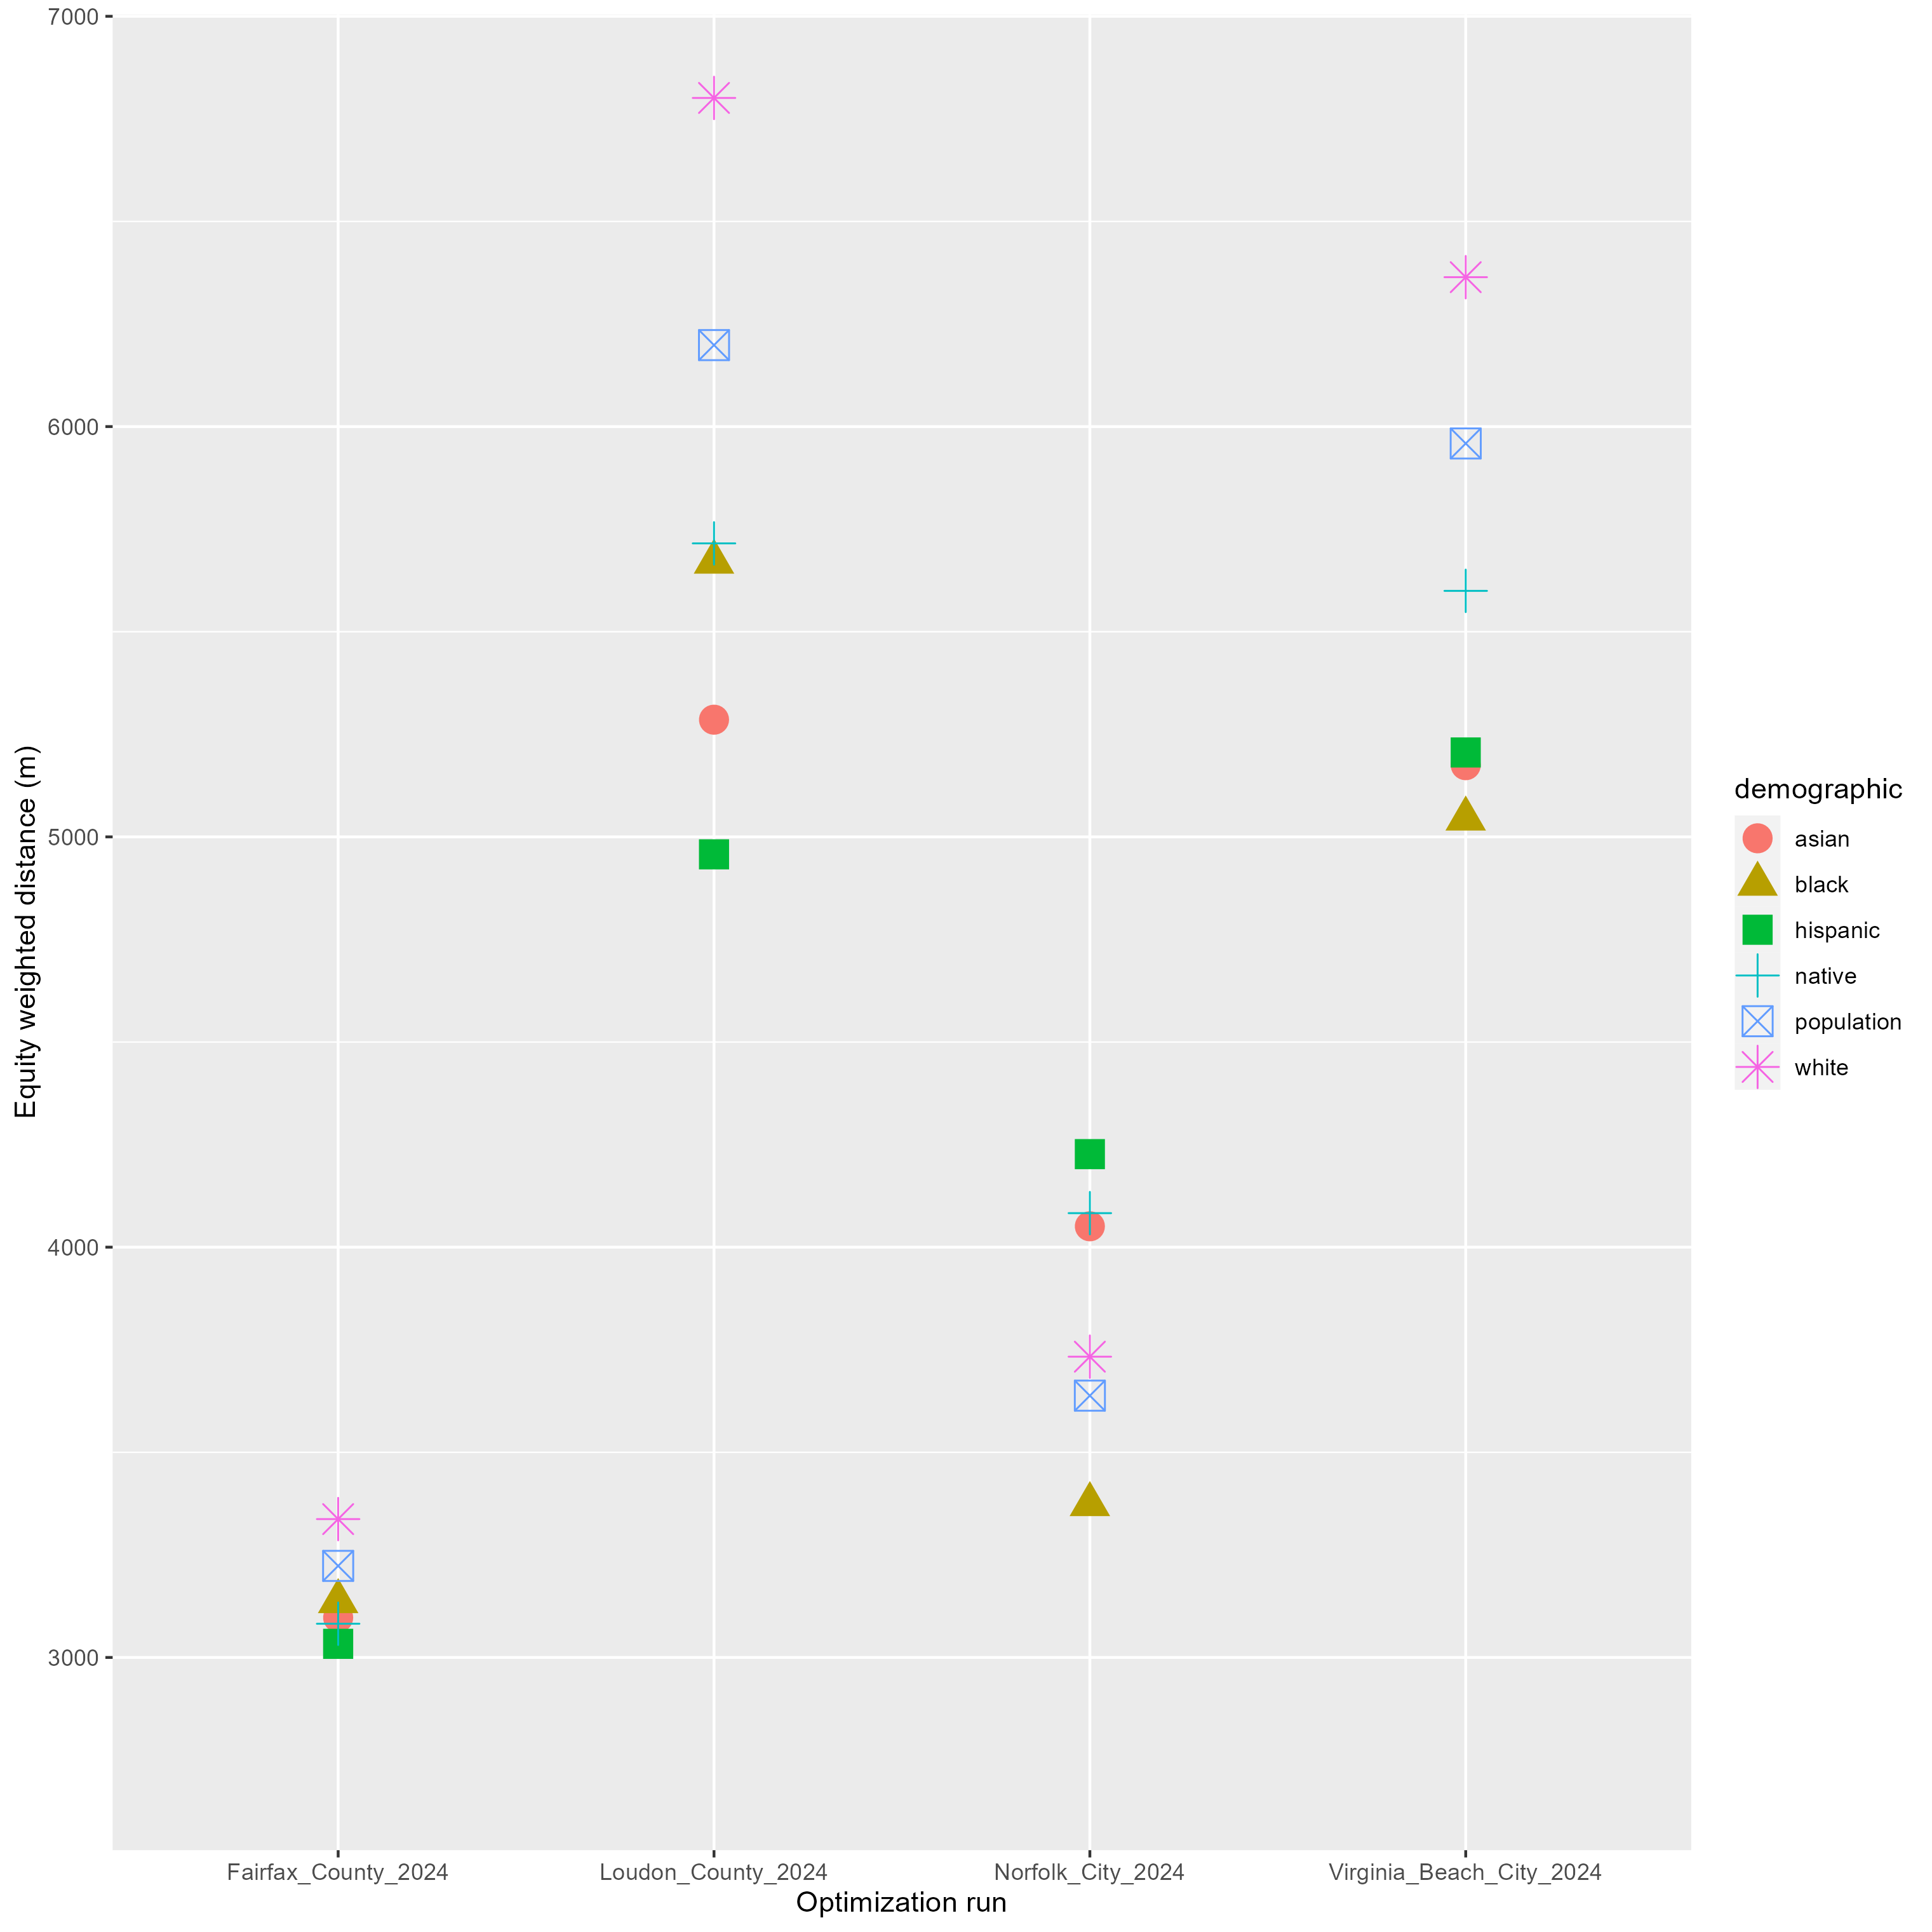 7000
6000
5000
4000
3000
Equity weighted distance (m)
Fairfax_County_2024
Loudon_County_2024
Norfolk_City_2024
Virginia_Beach_City_2024
Optimization run
demographic
asian
black
hispanic
native
population
white